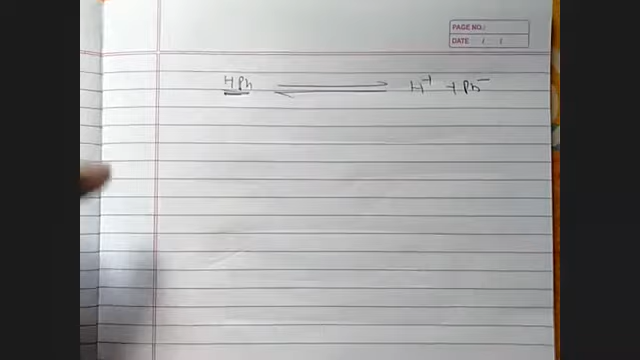 PAGE NO.:
DATE / /
HPh ⇌ H⁺ + Ph⁻